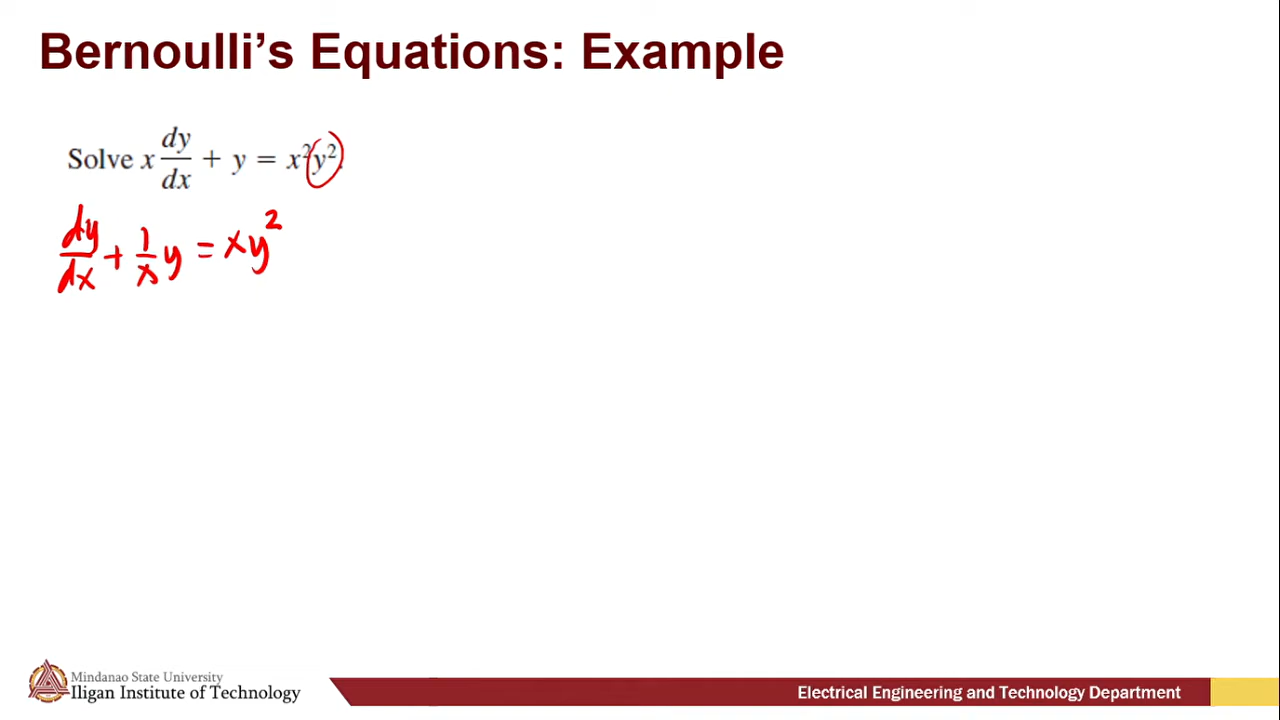 Bernoulli’s Equations: Example
Solve x dy/dx + y = x²y².
dy/dx + 1/x y = xy²
Mindanao State University
Iligan Institute of Technology
Electrical Engineering and Technology Department